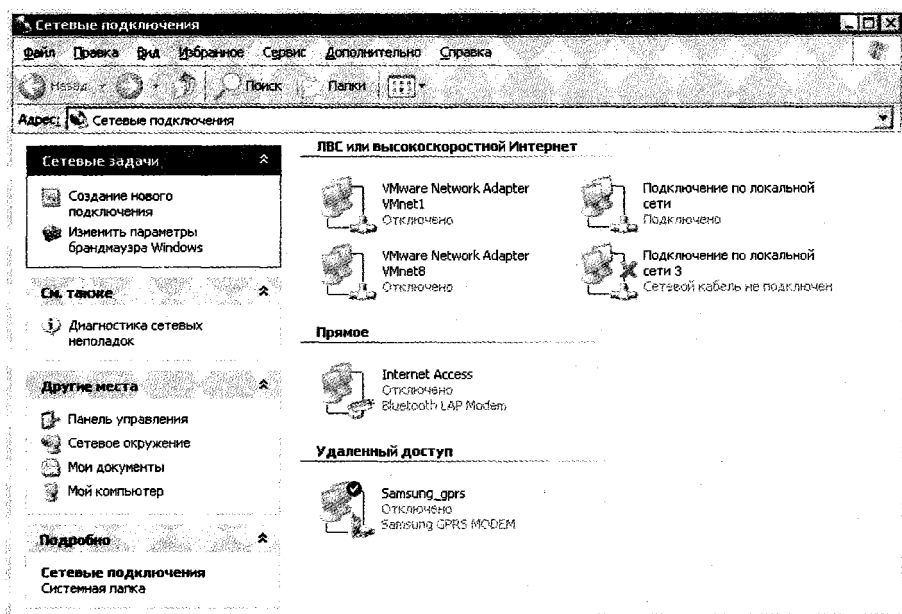 Сетевые подключения
Файл Правка Вид Избранное Сервис Дополнительно Справка
Назад Поиск Папки
Адрес: Сетевые подключения
Сетевые задачи
Создание нового
подключения
Изменить параметры
брандмауэра Windows
См. также
Диагностика сетевых
неполадок
Другие места
Панель управления
Сетевое окружение
Мои документы
Мой компьютер
Подробно
Сетевые подключения
Системная папка
ЛВС или высокоскоростной Интернет
VMware Network Adapter
VMnet1
Отключено
Подключение по локальной
сети
Подключено
VMware Network Adapter
VMnet8
Отключено
Подключение по локальной
сети 3
Сетевой кабель не подключен
Прямое
Internet Access
Отключено
Bluetooth LAP Modem
Удаленный доступ
Samsung_gprs
Отключено
Samsung GPRS MODEM